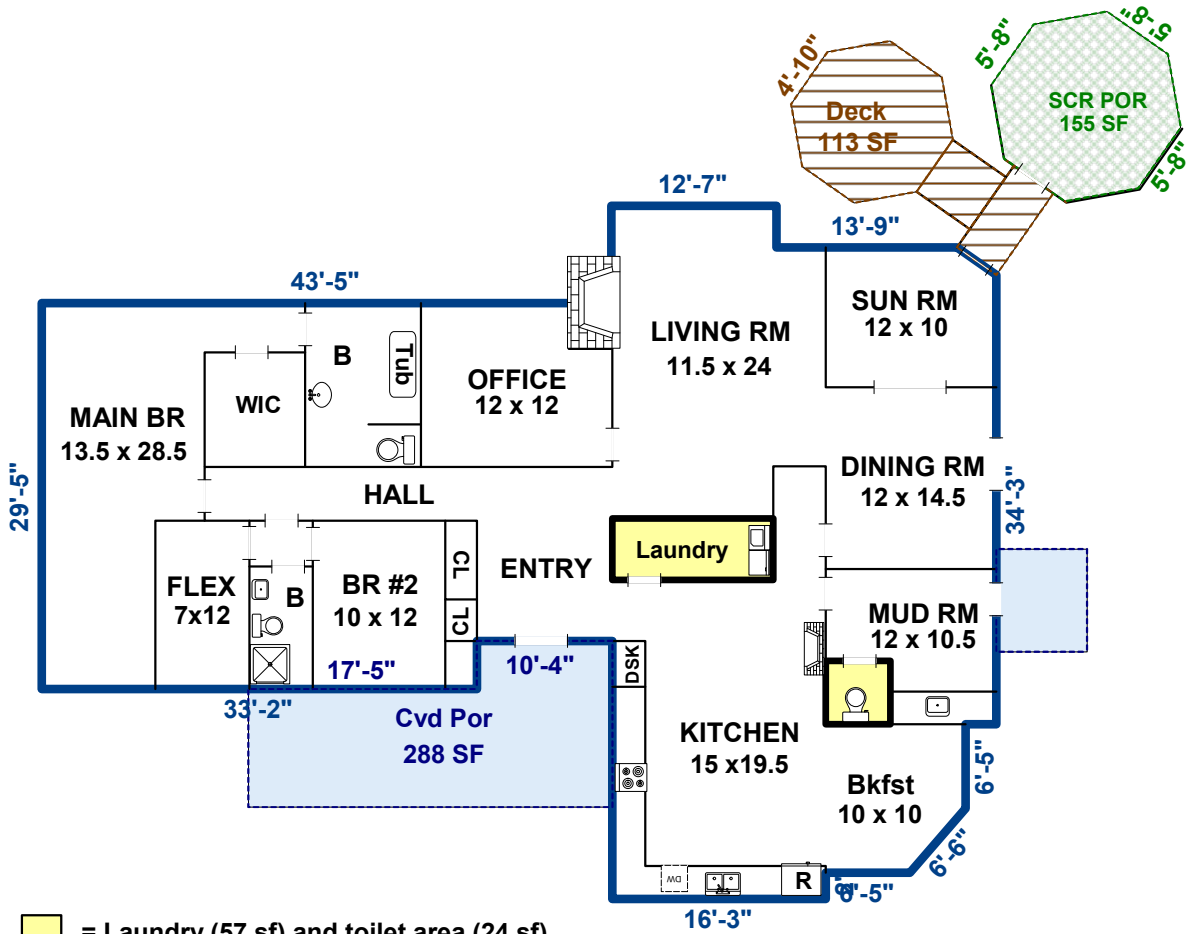 5'-8"
5'-8"
4'-10"
SCR POR
155 SF
Deck
113 SF
5'-8"
12'-7"
13'-9"
43'-5"
SUN RM
12 x 10
LIVING RM
11.5 x 24
B
Tub
OFFICE
12 x 12
WIC
MAIN BR
13.5 x 28.5
29'-5"
HALL
DINING RM
12 x 14.5
34'-3"
Laundry
ENTRY
CL
FLEX
7x12
B
BR #2
10 x 12
CL
MUD RM
12 x 10.5
17'-5"
10'-4"
DSK
33'-2"
Cvd Por
288 SF
KITCHEN
15 x19.5
6'-5"
Bkfst
10 x 10
6'-6"
DW
R
6'-5"
16'-3"
= Laundry (57 sf) and toilet area (24 sf)